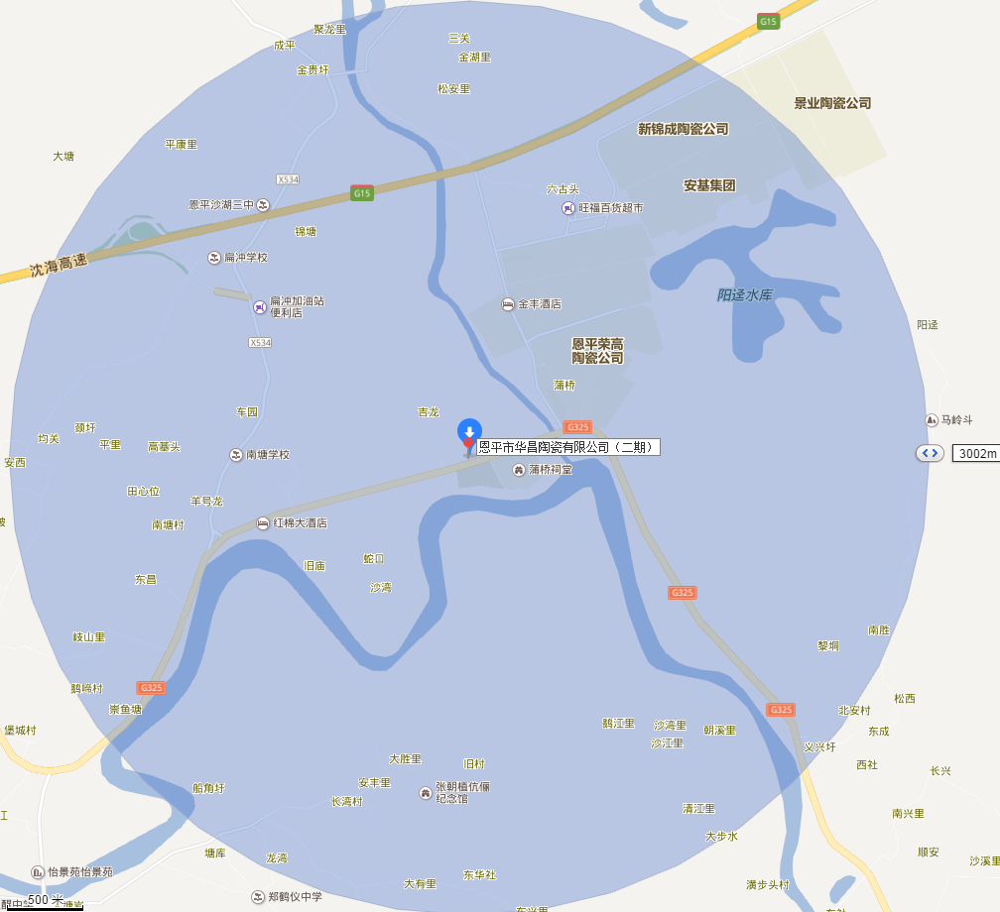 聚龙里
三关
G15
成平
金湖里
金贵圩
松安里
景业陶瓷公司
新锦成陶瓷公司
平康里
大塘
X534
安基集团
六古头
G15
恩平沙湖三中
旺福百货超市
锦塘
扁冲学校
沈海高速
阳迳水库
扁冲加油站
便利店
金丰酒店
阳迳
X534
恩平荣高
陶瓷公司
蒲桥
车园
吉龙
马岭斗
颈圩
G325
均关
平里
高基头
恩平市华昌陶瓷有限公司（二期）
3002m
南塘学校
安西
蒲桥祠堂
田心位
羊号龙
南塘村
红棉大酒店
蛇口
旧庙
东昌
沙湾
G325
南胜
岐山里
黎垌
鹊啼村
G325
松西
崇鱼塘
G325
北安村
鹊江里
沙湾里
朝溪里
堡城村
东成
沙江里
义兴圩
大胜里
旧村
西社
长兴
安丰里
船角圩
张朝植伉俪
纪念馆
长湾村
清江里
南兴里
江
大步水
塘库
龙湾
顺安
沙溪里
怡景苑怡景苑
东华社
大有里
满步头村
郑鹤仪中学
500 米